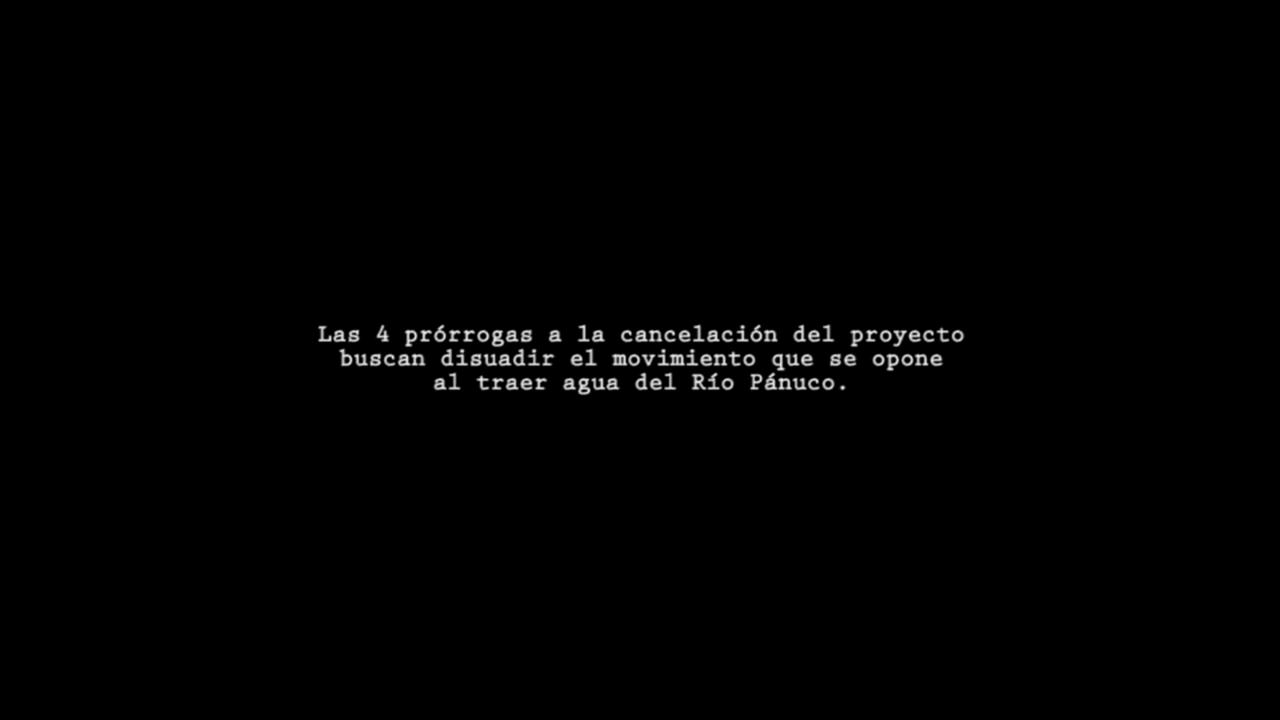 Las 4 prórrogas a la cancelación del proyecto
buscan disuadir el movimiento que se opone
al traer agua del Río Pánuco.